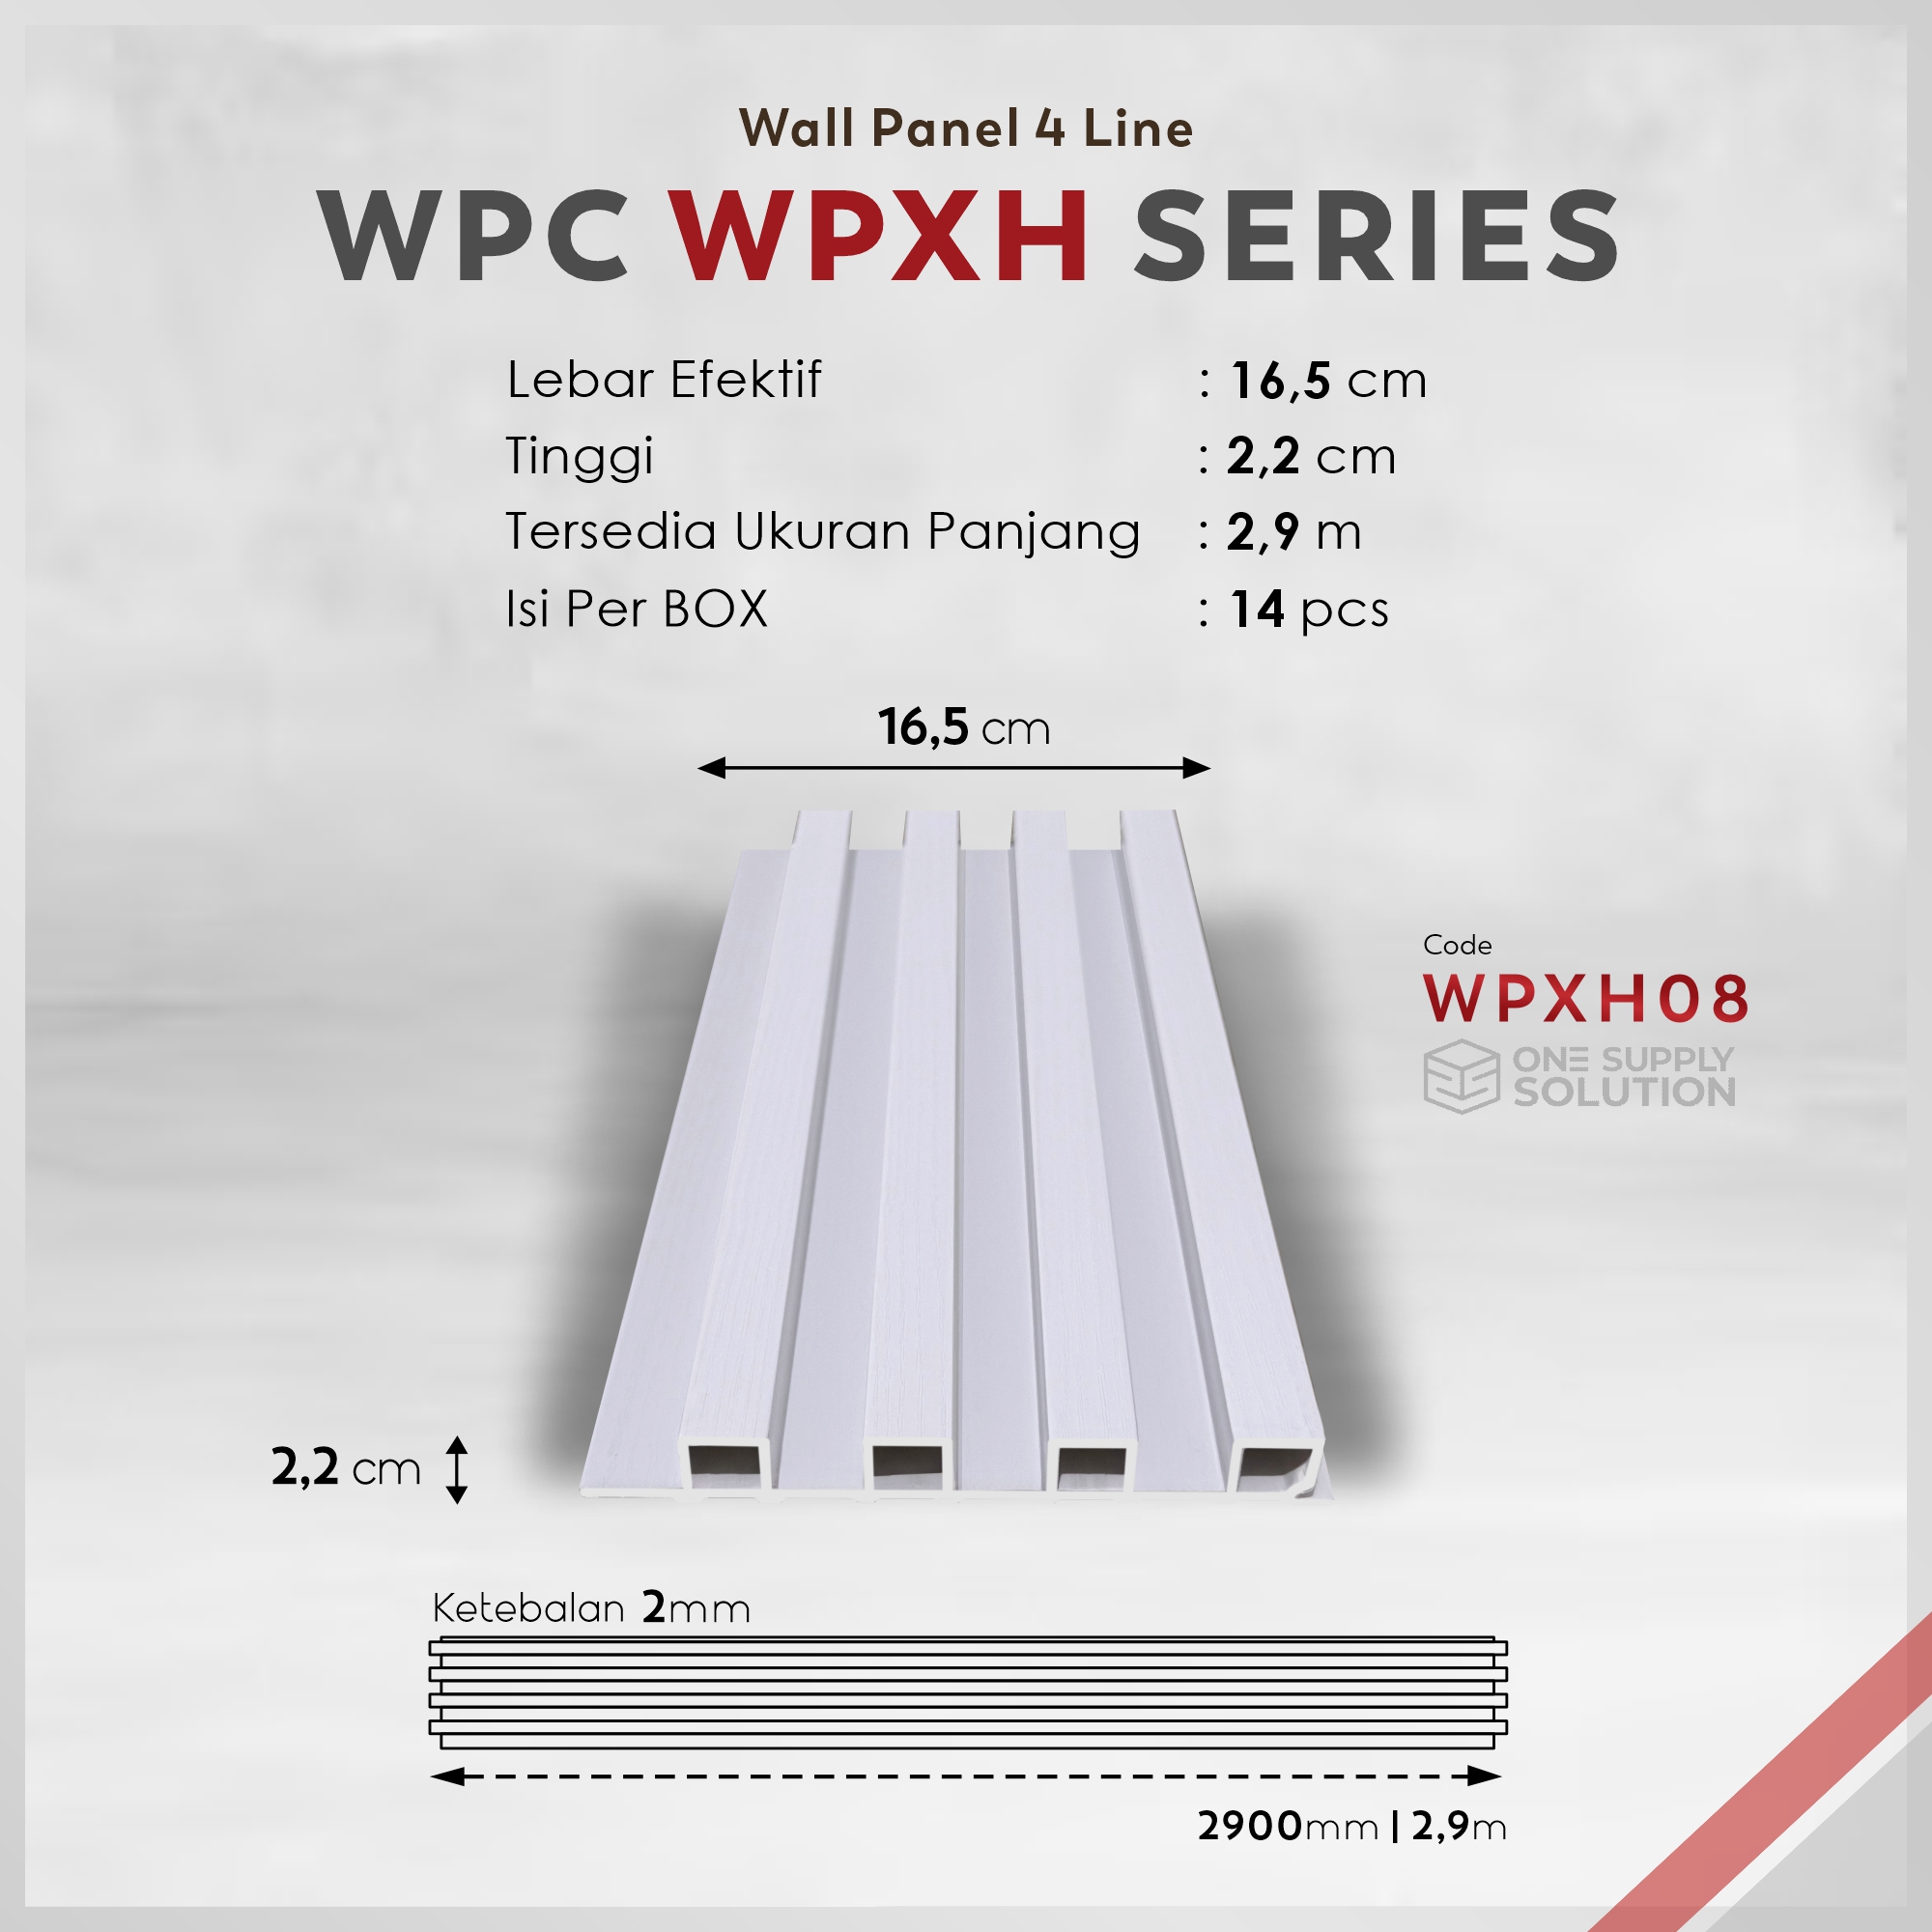 Wall Panel 4 Line
WPC WPXH SERIES
Lebar Efektif : 16,5 cm
Tinggi : 2,2 cm
Tersedia Ukuran Panjang : 2,9 m
Isi Per BOX : 14 pcs
16,5 cm
Code
WPXH08
ONE SUPPLY
SOLUTION
2,2 cm
Ketebalan 2mm
2900mm | 2,9m